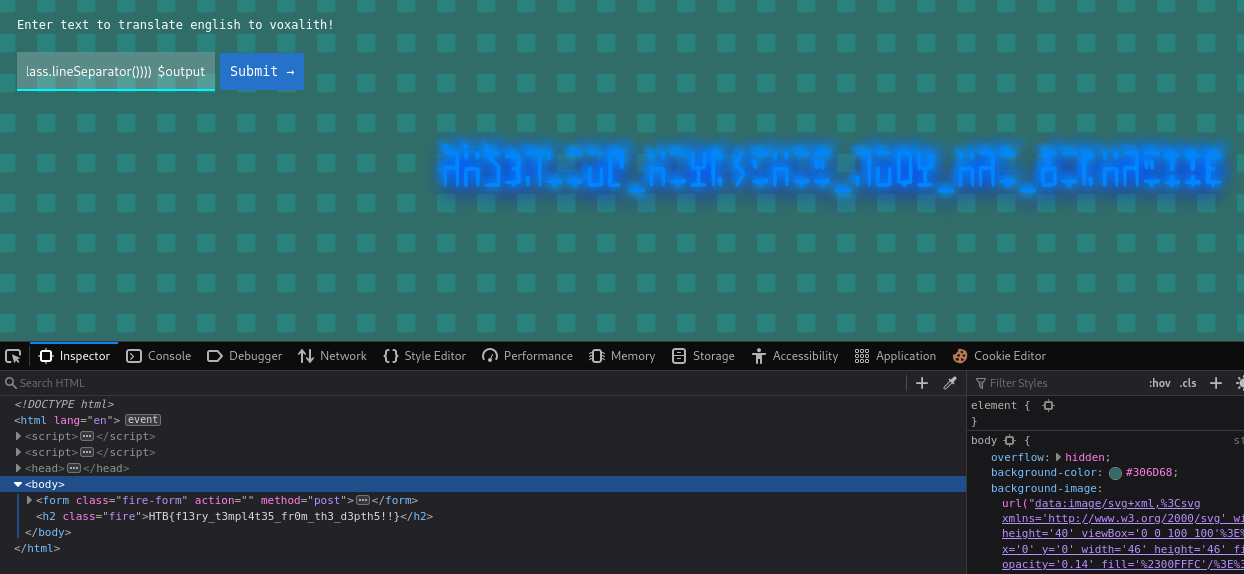 Enter text to translate english to voxalith!
lass.lineSeparator()))) $output
Submit →
Inspector Console Debugger Network Style Editor Performance Memory Storage Accessibility Application Cookie Editor
Search HTML
Filter Styles :hov .cls
<!DOCTYPE html>
<html lang="en"> event
<script> ••• </script>
<script> ••• </script>
<head> ••• </head>
<body>
<form class="fire-form" action="" method="post"> ••• </form>
<h2 class="fire">HTB{f13ry_t3mpl4t35_fr0m_th3_d3pth5!!}</h2>
</body>
</html>
element {
}
body {
overflow: hidden;
background-color: #306D68;
background-image:
url("data:image/svg+xml,%3Csvg
xmlns='http://www.w3.org/2000/svg' wi
height='40' viewBox='0 0 100 100'%3E%
x='0' y='0' width='46' height='46' fi
opacity='0.14' fill='%2300FFFC'/%3E%3